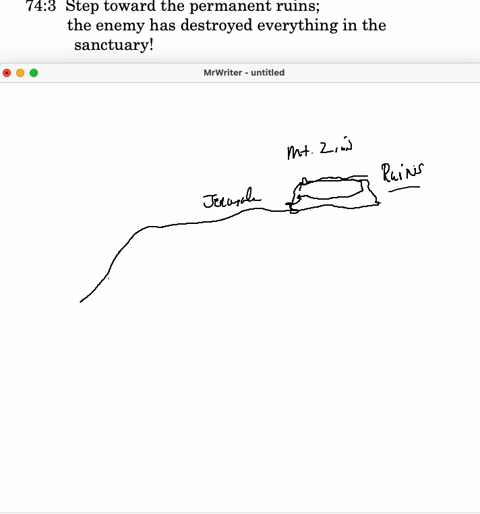 74:3 Step toward the permanent ruins;
the enemy has destroyed everything in the
sanctuary!
MrWriter - untitled
Mt. Zion
Ruins